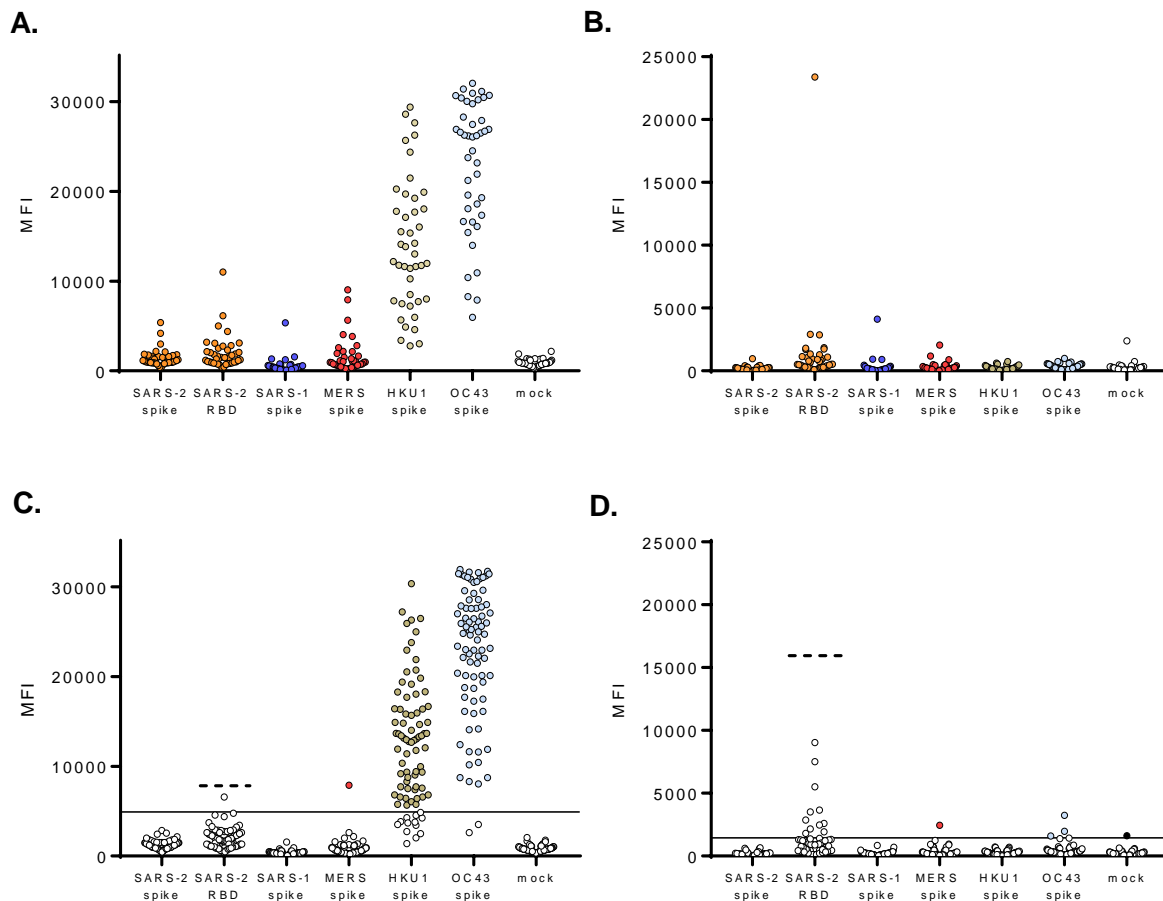 A.
MFI
30000
20000
10000
0
SARS-2 SARS-2 SARS-1 MERS HKU1 OC43 mock
spike RBD spike spike spike spike
B.
MFI
25000
20000
15000
10000
5000
0
SARS-2 SARS-2 SARS-1 MERS HKU1 OC43 mock
spike RBD spike spike spike spike
C.
MFI
30000
20000
10000
0
SARS-2 SARS-2 SARS-1 MERS HKU1 OC43 mock
spike RBD spike spike spike spike
D.
MFI
25000
20000
15000
10000
5000
0
SARS-2 SARS-2 SARS-1 MERS HKU1 OC43 mock
spike RBD spike spike spike spike